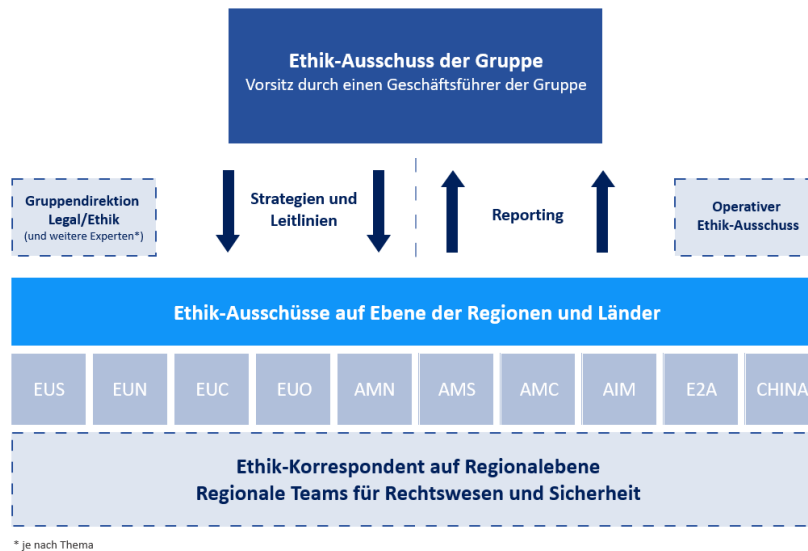 Ethik-Ausschuss der Gruppe
Vorsitz durch einen Geschäftsführer der Gruppe
Gruppendirektion
Legal/Ethik
(und weitere Experten*)
Strategien und
Leitlinien
Reporting
Operativer
Ethik-Ausschuss
Ethik-Ausschüsse auf Ebene der Regionen und Länder
EUS EUN EUC EUO AMN AMS AMC AIM E2A CHINA
Ethik-Korrespondent auf Regionalebene
Regionale Teams für Rechtswesen und Sicherheit
* je nach Thema